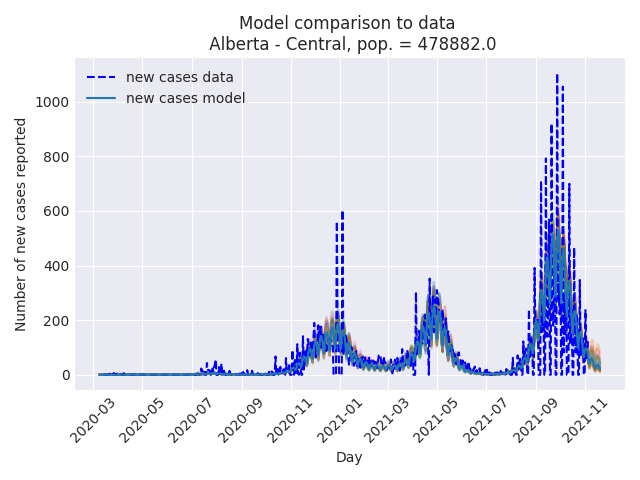 Model comparison to data
Alberta - Central, pop. = 478882.0
new cases data
new cases model
Number of new cases reported
1000
800
600
400
200
0
2020-03
2020-05
2020-07
2020-09
2020-11
2021-01
2021-03
2021-05
2021-07
2021-09
2021-11
Day